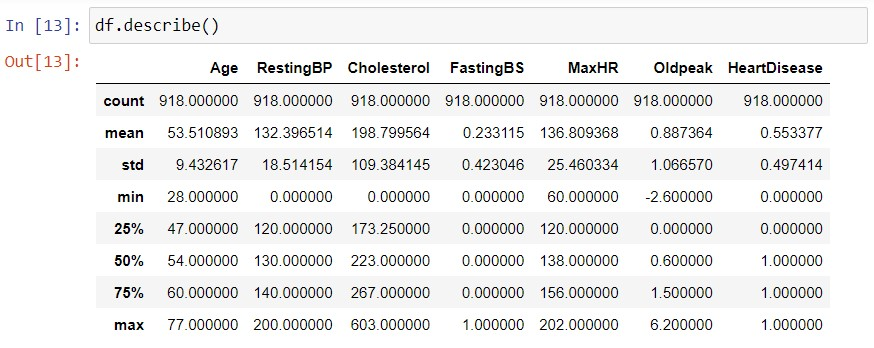 In [13]: df.describe()
Out[13]:
Age RestingBP Cholesterol FastingBS MaxHR Oldpeak HeartDisease
count 918.000000 918.000000 918.000000 918.000000 918.000000 918.000000 918.000000
mean 53.510893 132.396514 198.799564 0.233115 136.809368 0.887364 0.553377
std 9.432617 18.514154 109.384145 0.423046 25.460334 1.066570 0.497414
min 28.000000 0.000000 0.000000 0.000000 60.000000 -2.600000 0.000000
25% 47.000000 120.000000 173.250000 0.000000 120.000000 0.000000 0.000000
50% 54.000000 130.000000 223.000000 0.000000 138.000000 0.600000 1.000000
75% 60.000000 140.000000 267.000000 0.000000 156.000000 1.500000 1.000000
max 77.000000 200.000000 603.000000 1.000000 202.000000 6.200000 1.000000